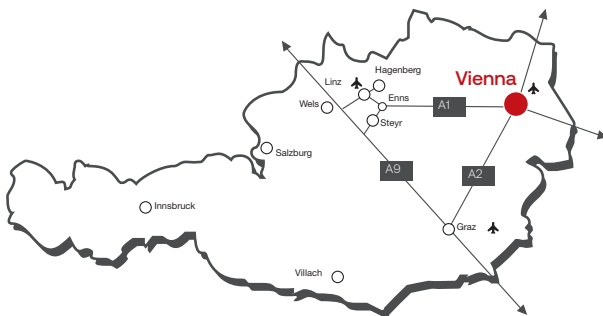 Hagenberg
Linz
Vienna
Enns
A1
Wels
Steyr
Salzburg
A9
A2
Innsbruck
Graz
Villach